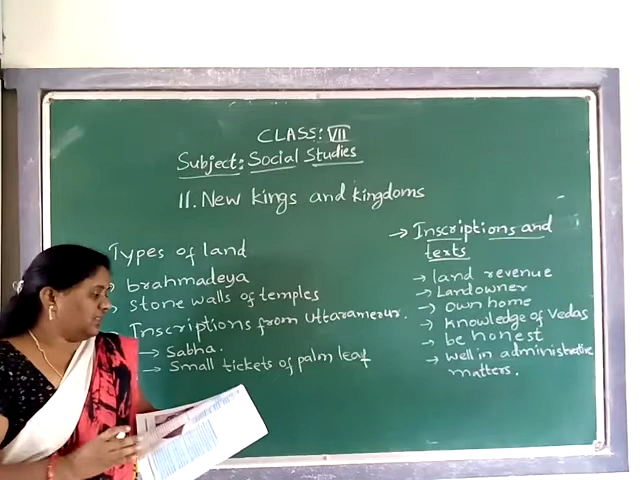 CLASS: VII
Subject: Social Studies
II. New kings and kingdoms
Types of land
brahmadeya
stone walls of temples
Inscriptions from Uttaramerur.
→ Sabha.
→ Small tickets of palm leaf
→ Inscriptions and
texts
→ land revenue
→ Landowner
→ own home
→ knowledge of Vedas
→ be honest
→ well in administrative
matters.